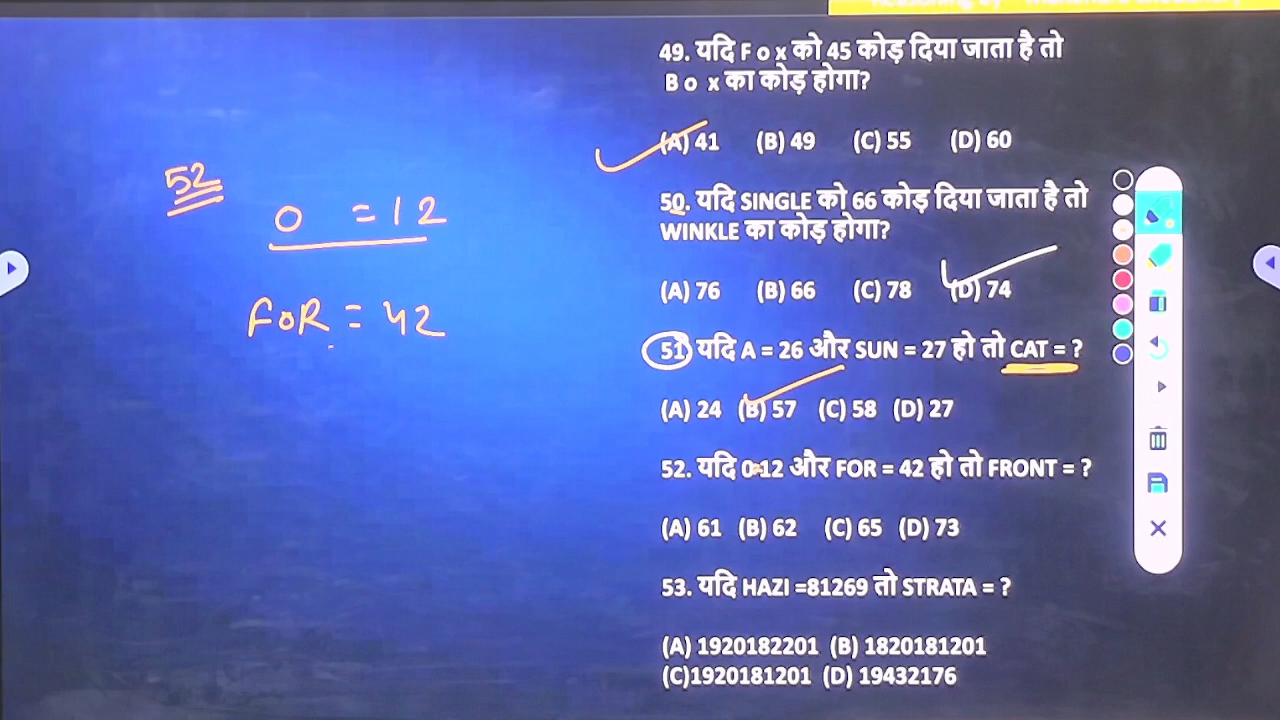 49. यदि F o x को 45 कोड़ दिया जाता है तो
B o x का कोड़ होगा?
(A) 41 (B) 49 (C) 55 (D) 60
50. यदि SINGLE को 66 कोड़ दिया जाता है तो
WINKLE का कोड़ होगा?
(A) 76 (B) 66 (C) 78 (D) 74
51 यदि A = 26 और SUN = 27 हो तो CAT = ?
(A) 24 (B) 57 (C) 58 (D) 27
52. यदि 0=12 और FOR = 42 हो तो FRONT = ?
(A) 61 (B) 62 (C) 65 (D) 73
53. यदि HAZI =81269 तो STRATA = ?
(A) 1920182201 (B) 1820181201
(C)1920181201 (D) 19432176
52
O = 12
FOR = 42